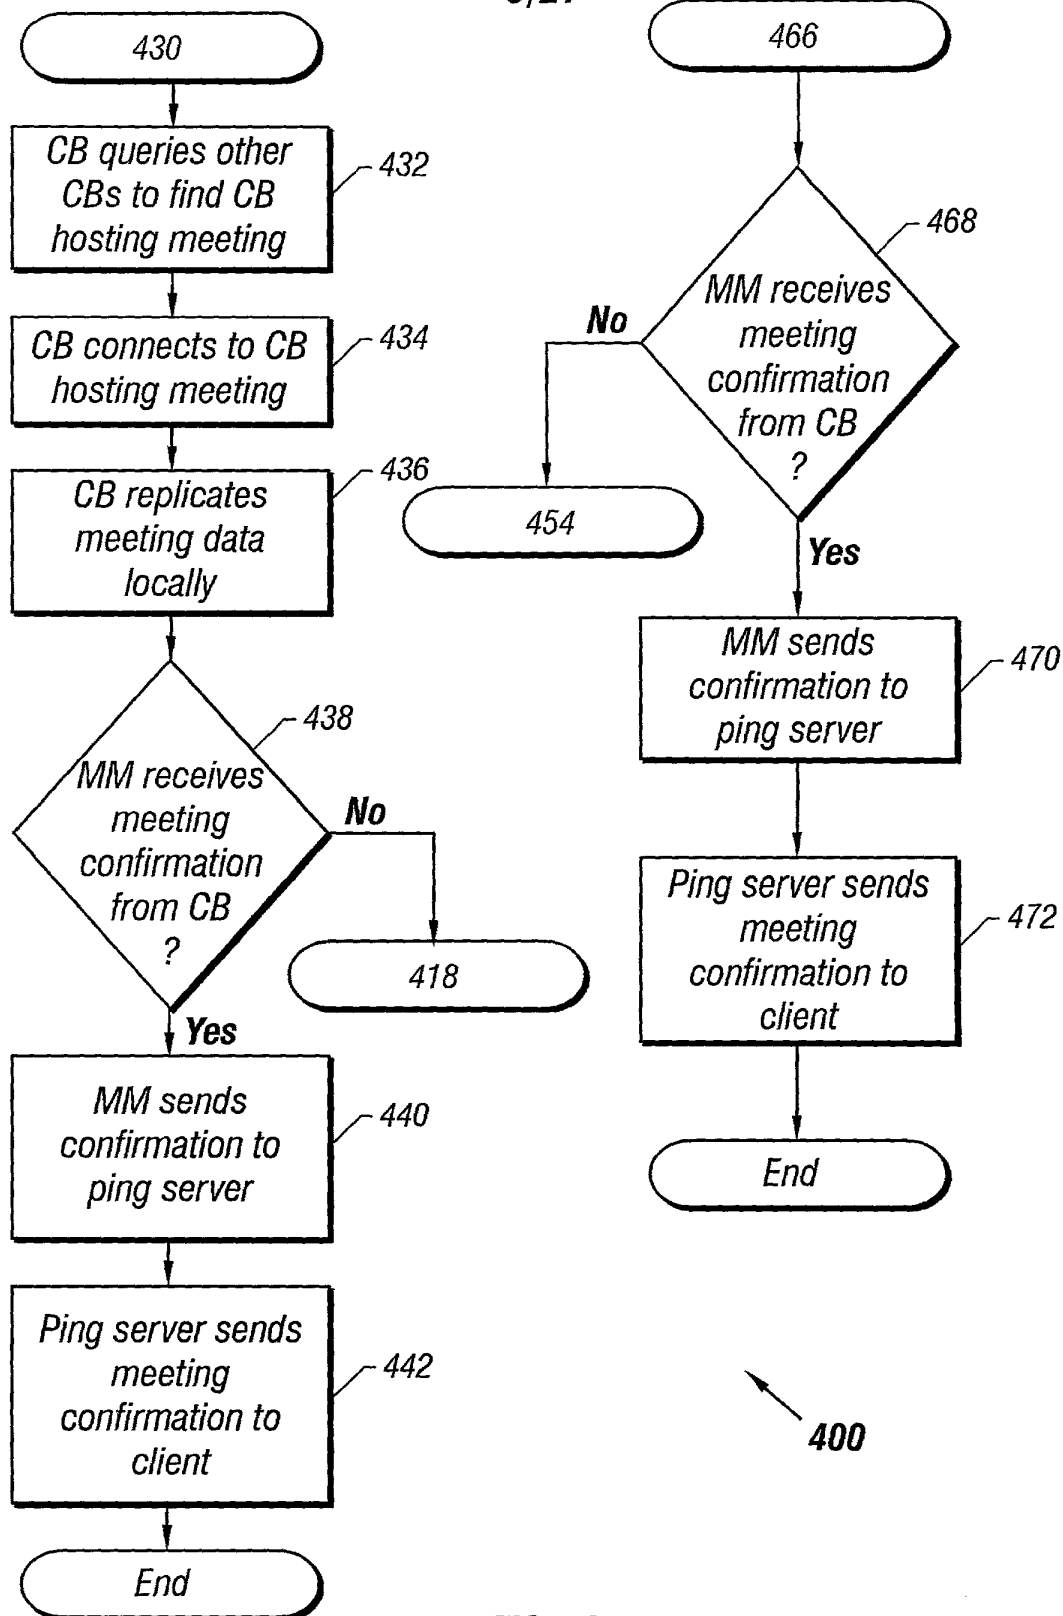 430
CB queries other
CBs to find CB
hosting meeting
432
CB connects to CB
hosting meeting
434
CB replicates
meeting data
locally
436
MM receives
meeting
confirmation
from CB
?
438
No
418
Yes
MM sends
confirmation to
ping server
440
Ping server sends
meeting
confirmation to
client
442
End
466
MM receives
meeting
confirmation
from CB
?
468
No
454
Yes
MM sends
confirmation to
ping server
470
Ping server sends
meeting
confirmation to
client
472
End
400